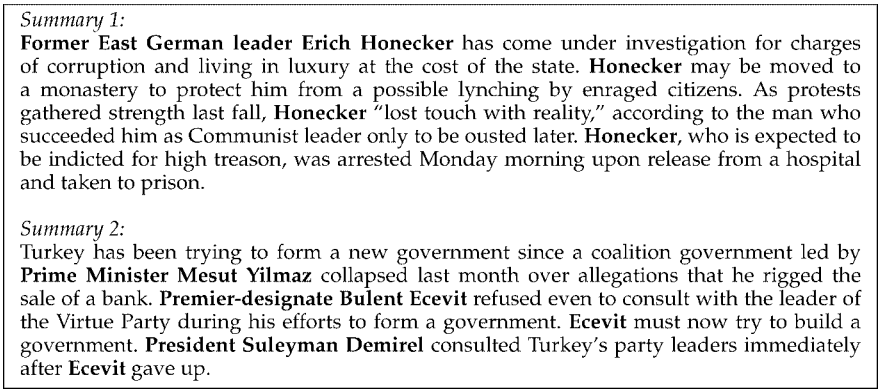 Summary 1:
Former East German leader Erich Honecker has come under investigation for charges
of corruption and living in luxury at the cost of the state. Honecker may be moved to
a monastery to protect him from a possible lynching by enraged citizens. As protests
gathered strength last fall, Honecker “lost touch with reality,” according to the man who
succeeded him as Communist leader only to be ousted later. Honecker, who is expected to
be indicted for high treason, was arrested Monday morning upon release from a hospital
and taken to prison.
Summary 2:
Turkey has been trying to form a new government since a coalition government led by
Prime Minister Mesut Yilmaz collapsed last month over allegations that he rigged the
sale of a bank. Premier-designate Bulent Ecevit refused even to consult with the leader of
the Virtue Party during his efforts to form a government. Ecevit must now try to build a
government. President Suleyman Demirel consulted Turkey’s party leaders immediately
after Ecevit gave up.